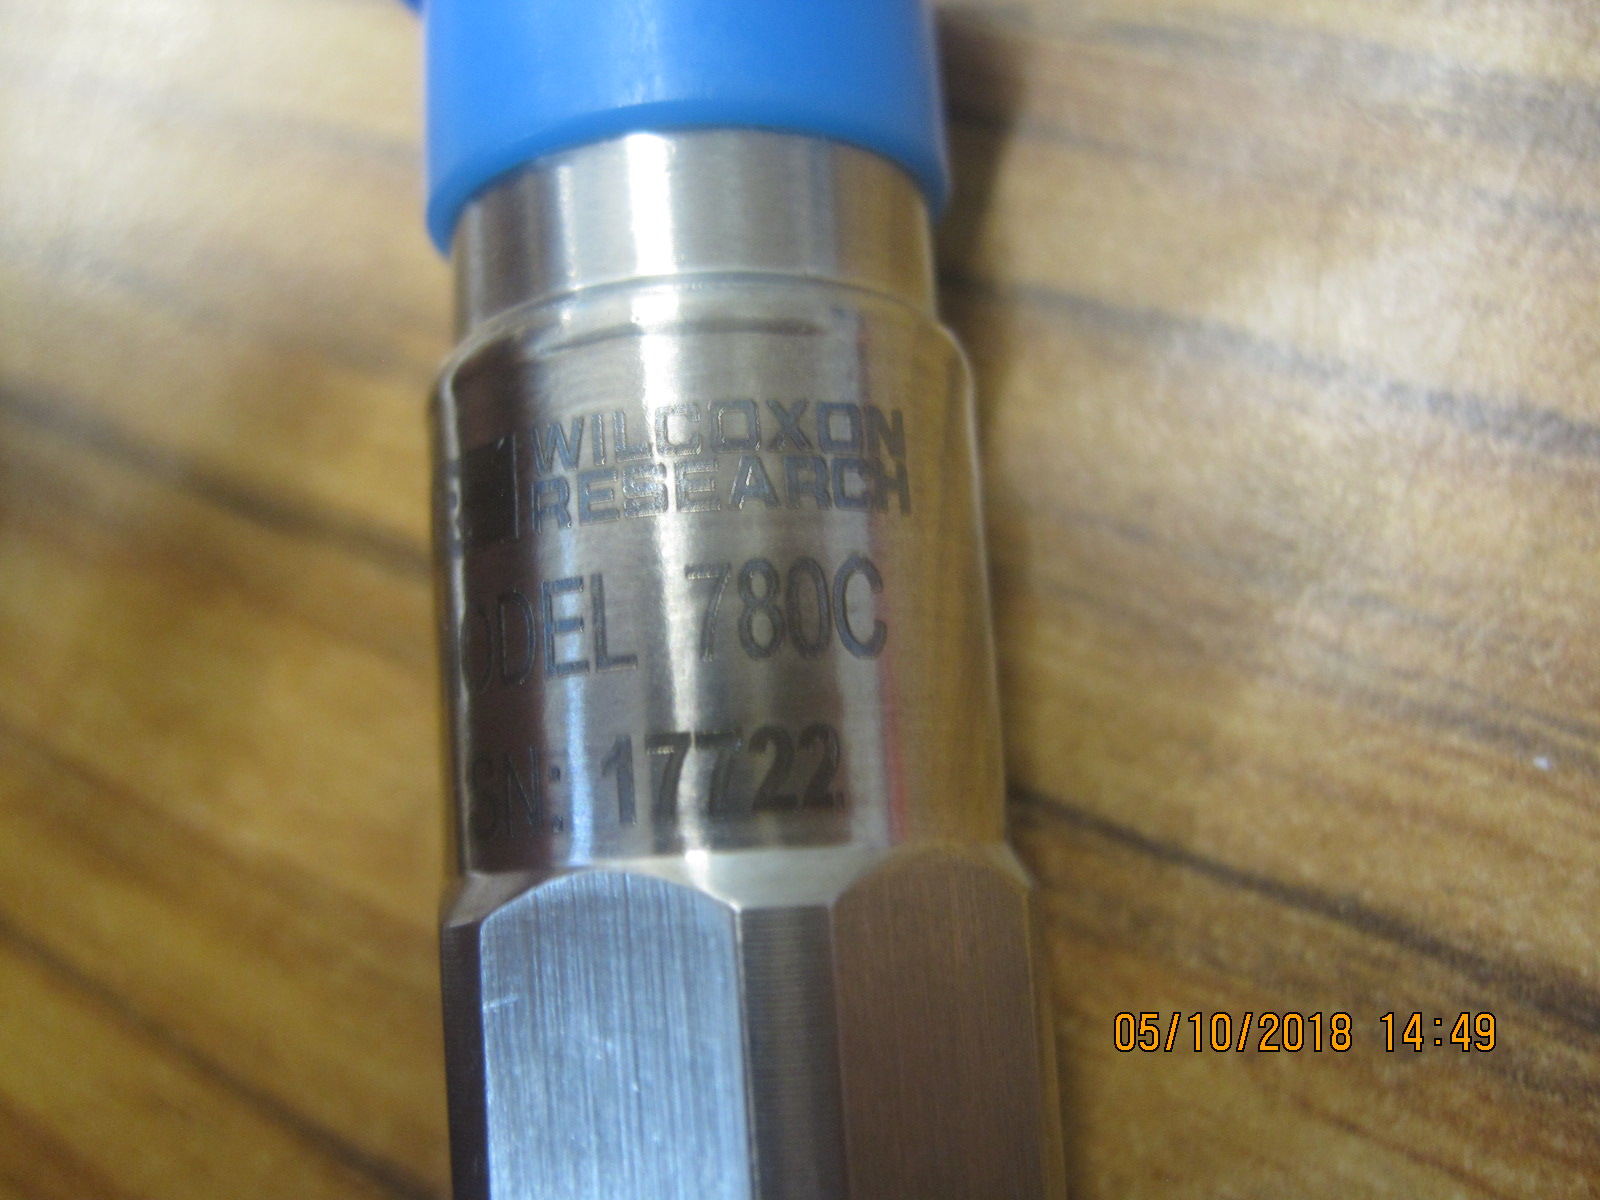 WILCOXON
RESEARCH
ODEL 780C
SN: 17722
05/10/2018 14:49